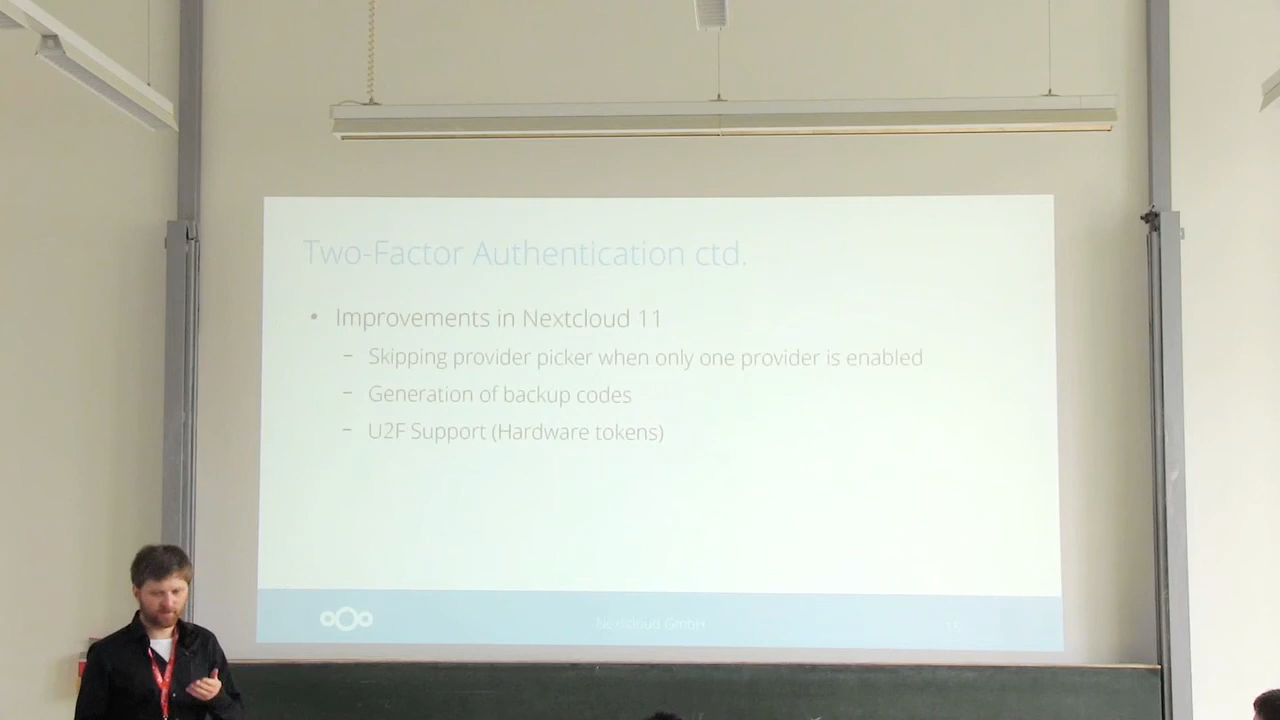 Two-Factor Authentication ctd.
• Improvements in Nextcloud 11
– Skipping provider picker when only one provider is enabled
– Generation of backup codes
– U2F Support (Hardware tokens)
Nextcloud GmbH